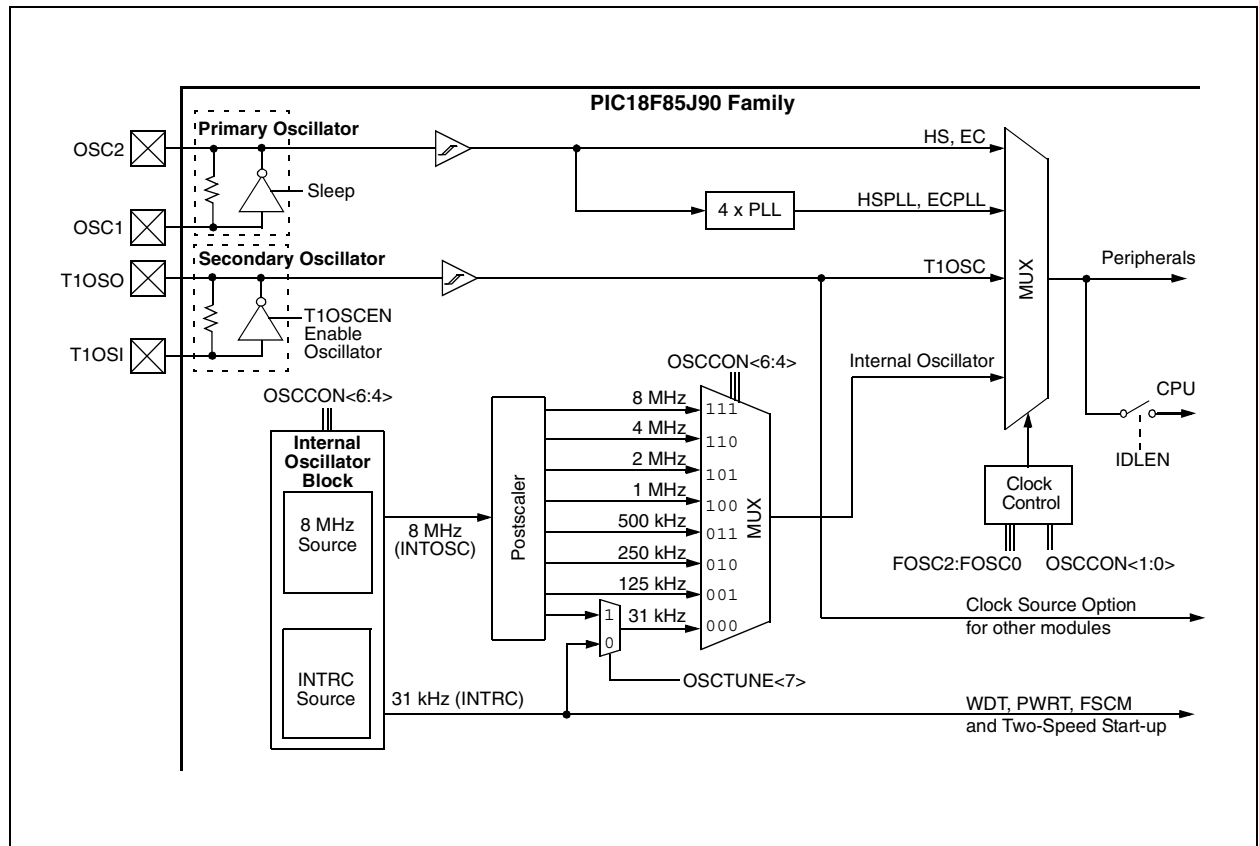 PIC18F85J90 Family
Primary Oscillator
OSC2
HS, EC
Sleep
4 x PLL
HSPLL, ECPLL
OSC1
Secondary Oscillator
T1OSO
T1OSC
MUX
Peripherals
T1OSCEN
Enable
Oscillator
T1OSI
OSCCON<6:4>
Internal Oscillator
OSCCON<6:4>
CPU
IDLEN
Internal
Oscillator
Block
8 MHz
Source
8 MHz
(INTOSC)
Postscaler
8 MHz
111
4 MHz
110
2 MHz
101
1 MHz
100
500 kHz
011
250 kHz
010
125 kHz
001
1
31 kHz
000
0
MUX
Clock
Control
FOSC2:FOSC0
OSCCON<1:0>
Clock Source Option
for other modules
OSCTUNE<7>
INTRC
Source
31 kHz (INTRC)
WDT, PWRT, FSCM
and Two-Speed Start-up